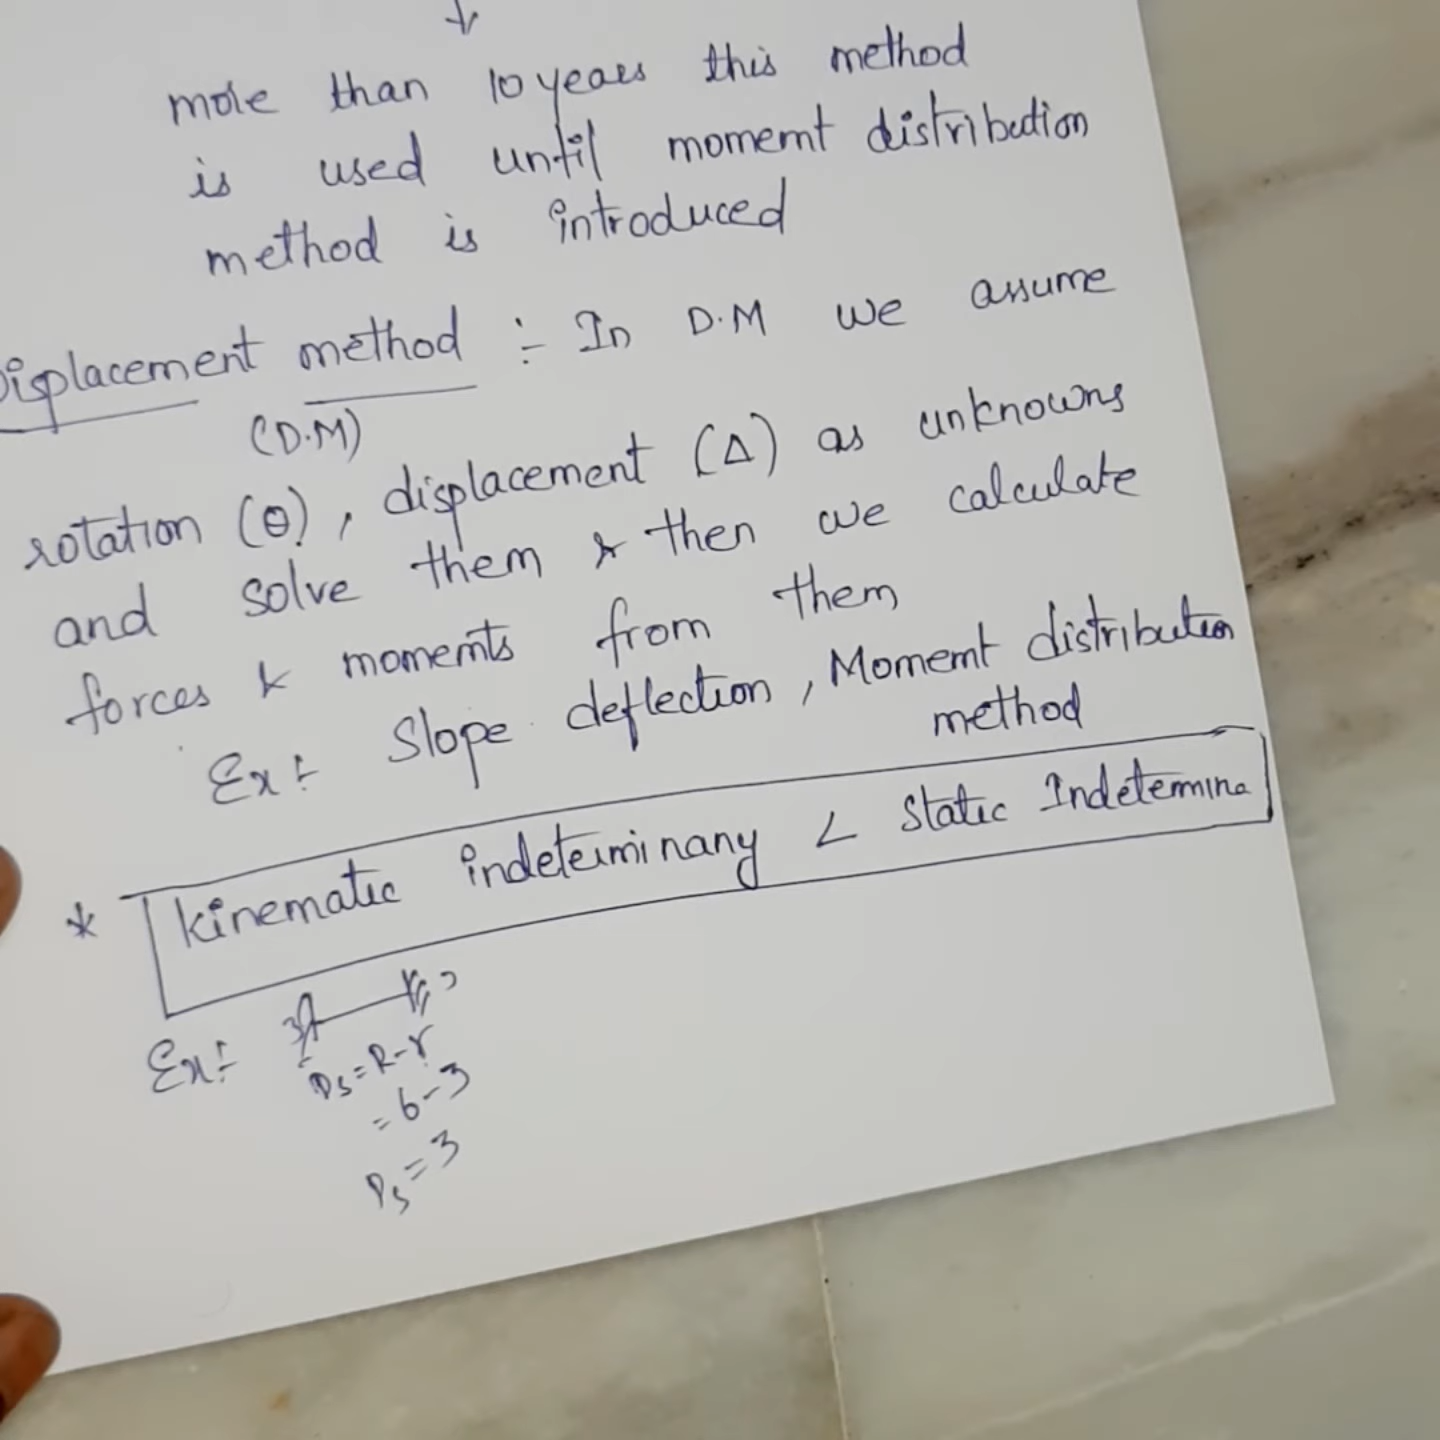 more than 10 years this method
is used until moment distribution
method is introduced
Displacement method :- In D.M we assume
(D.M)
rotation (θ), displacement (Δ) as unknowns
and solve them & then we calculate
forces & moments from them
Ex:- Slope deflection, Moment distribution
method
* kinematic indeterminany < Static Indetermina
Ex:-
Ds = R-r
= 6-3
Ds = 3